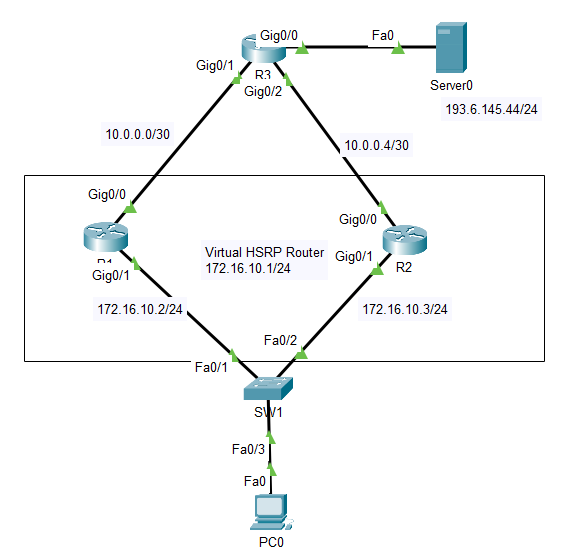 Gig0/0
Fa0
R3
Gig0/1
Gig0/2
Server0
193.6.145.44/24
10.0.0.0/30
10.0.0.4/30
Gig0/0
Gig0/0
R1
R2
Virtual HSRP Router
172.16.10.1/24
Gig0/1
Gig0/1
172.16.10.2/24
172.16.10.3/24
Fa0/2
Fa0/1
SW1
Fa0/3
Fa0
PC0